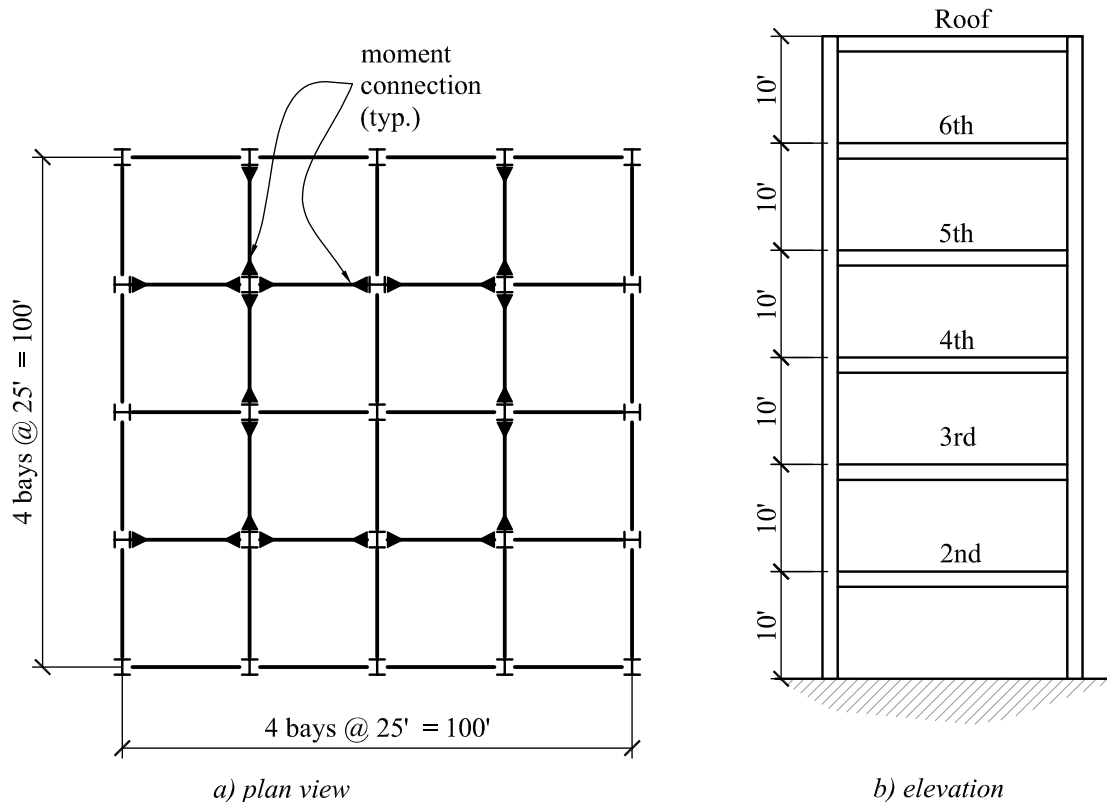 moment
connection
(typ.)
4 bays @ 25' = 100'
4 bays @ 25' = 100'
a) plan view
Roof
10'
6th
10'
5th
10'
4th
10'
3rd
10'
2nd
10'
b) elevation